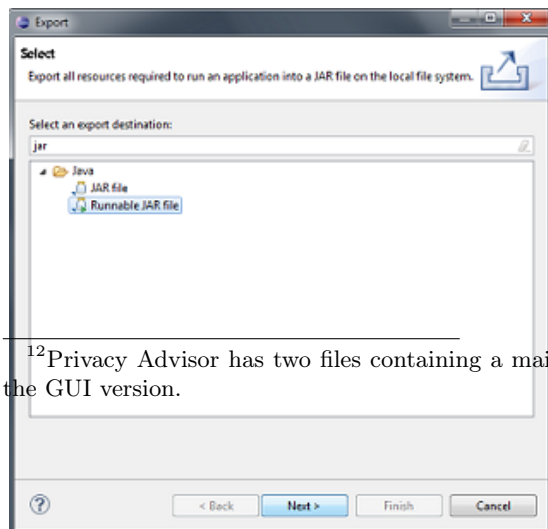 Export
Select
Export all resources required to run an application into a JAR file on the local file system.
Select an export destination:
jar
Java
JAR file
Runnable JAR file
12Privacy Advisor has two files containing a mai
the GUI version.
?
< Back
Next >
Finish
Cancel